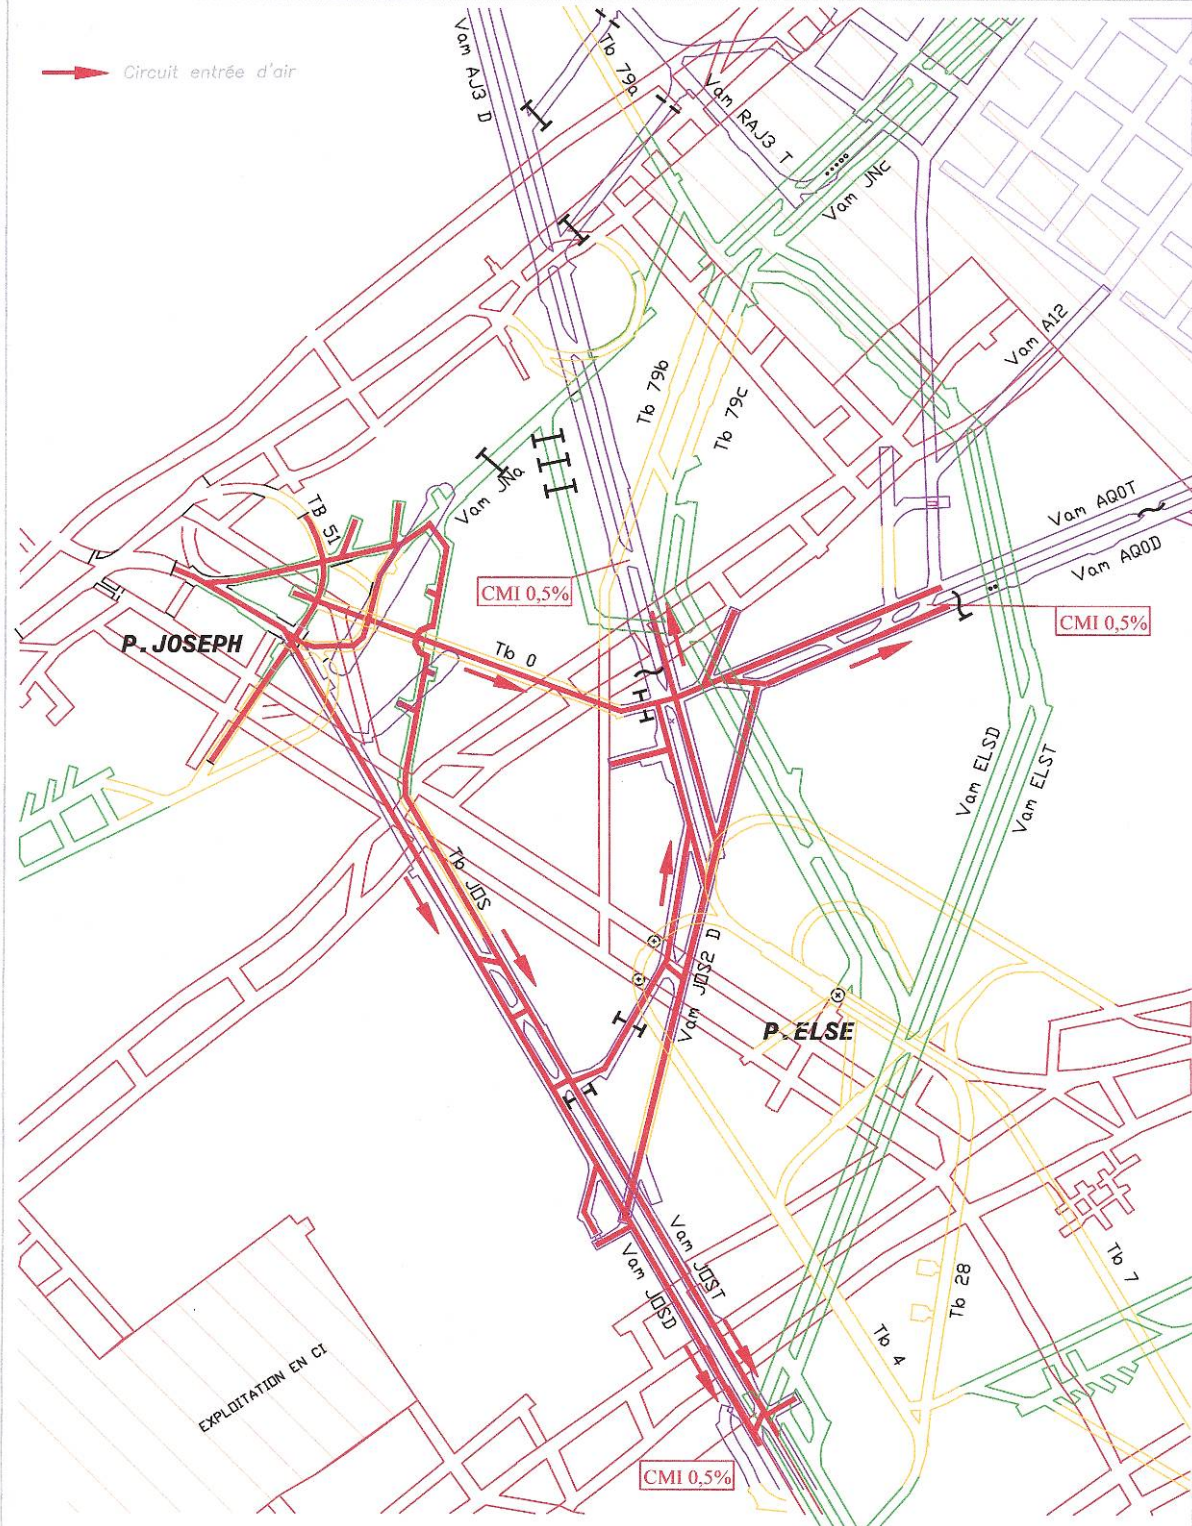 Circuit entrée d'air
Vam AJ3 D
Tb 79a
Vam RAJ3 T
Vam JNc
Vam A12
Tb 79b
Tb 79c
Vam JNa
TB 51
Vam AQ0T
Vam AQ0D
CMI 0,5%
CMI 0,5%
P.JOSEPH
Tb 0
Vam ELSD
Vam ELST
Tb JOS
Vam JOS2 D
P.ELSE
Vam JOST
Vam JOSD
Tb 28
Tb 7
Tb 4
EXPLOITATION EN CI
CMI 0,5%